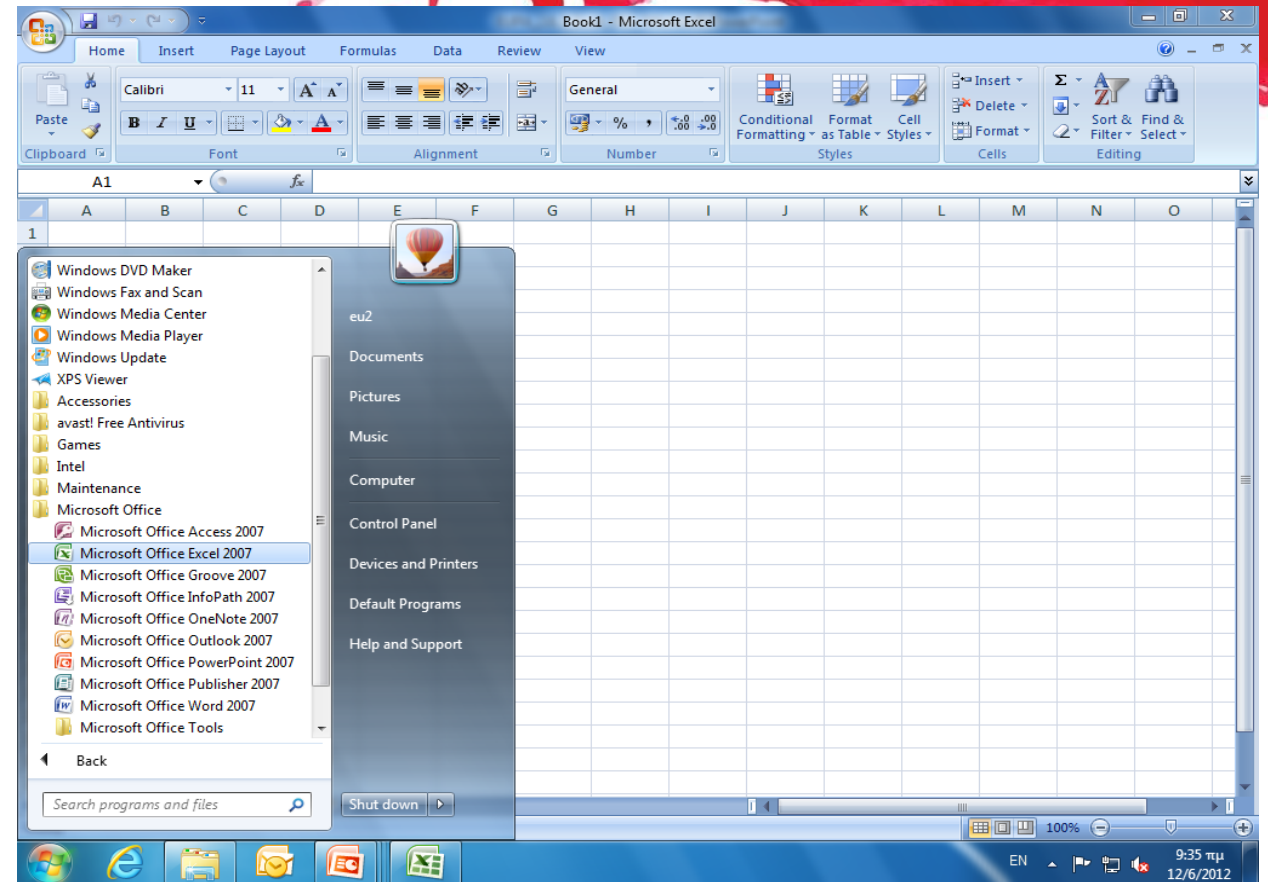 Book1 - Microsoft Excel
Home Insert Page Layout Formulas Data Review View
Calibri 11 A A General Insert Σ
Paste B I U A % , .0 .00 .00 .0 Conditional Formatting Format as Table Cell Styles Delete Format Sort & Filter Find & Select
Clipboard Font Alignment Number Styles Cells Editing
A1 fx
A B C D E F G H I J K L M N O
1
Windows DVD Maker
Windows Fax and Scan
Windows Media Center
Windows Media Player
Windows Update
XPS Viewer
Accessories
avast! Free Antivirus
Games
Intel
Maintenance
Microsoft Office
Microsoft Office Access 2007
Microsoft Office Excel 2007
Microsoft Office Groove 2007
Microsoft Office InfoPath 2007
Microsoft Office OneNote 2007
Microsoft Office Outlook 2007
Microsoft Office PowerPoint 2007
Microsoft Office Publisher 2007
Microsoft Office Word 2007
Microsoft Office Tools
Back
Search programs and files
eu2
Documents
Pictures
Music
Computer
Control Panel
Devices and Printers
Default Programs
Help and Support
Shut down
100%
EN
9:35 πμ
12/6/2012